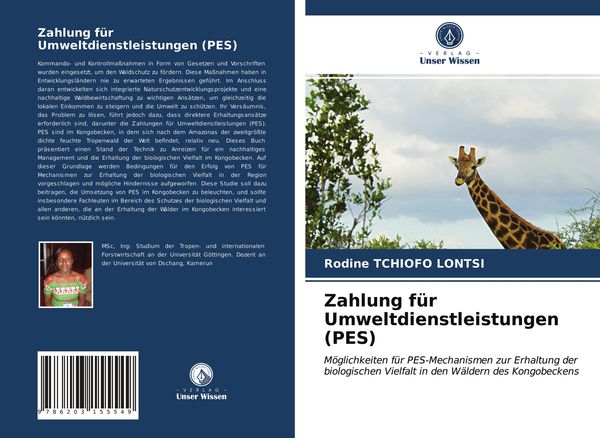 Zahlung für
Umweltdienstleistungen (PES)
Kommando- und Kontrollmaßnahmen in Form von Gesetzen und Vorschriften
wurden eingesetzt, um den Waldschutz zu fördern. Diese Maßnahmen haben in
Entwicklungsländern nie zu erwarteten Ergebnissen geführt. Im Anschluss
daran entwickelten sich integrierte Naturschutzentwicklungsprojekte und eine
nachhaltige Waldbewirtschaftung zu wichtigen Ansätzen, um gleichzeitig die
lokalen Einkommen zu steigern und die Umwelt zu schützen. Ihr Versäumnis,
das Problem zu lösen, führt jedoch dazu, dass direktere Erhaltungsansätze
erforderlich sind, darunter die Zahlungen für Umweltdienstleistungen (PES).
PES sind im Kongobecken, in dem sich nach dem Amazonas der zweitgrößte
dichte feuchte Tropenwald der Welt befindet, relativ neu. Dieses Buch
präsentiert einen Stand der Technik zu Anreizen für ein nachhaltiges
Management und die Erhaltung der biologischen Vielfalt im Kongobecken. Auf
dieser Grundlage werden Bedingungen für den Erfolg von PES für
Mechanismen zur Erhaltung der biologischen Vielfalt in der Region
vorgeschlagen und mögliche Hindernisse aufgeworfen. Diese Studie soll dazu
beitragen, die Umsetzung von PES im Kongobecken zu beleuchten, und sollte
insbesondere Fachleuten im Bereich des Schutzes der biologischen Vielfalt und
allen anderen, die an der Erhaltung der Wälder im Kongobecken interessiert
sein könnten, nützlich sein.
MSc, Ing: Studium der Tropen- und internationalen
Forstwirtschaft an der Universität Göttingen. Dozent an
der Universität von Dschang, Kamerun
9 786203 155549
VERLAG
Unser Wissen
VERLAG
Unser Wissen
Rodine TCHIOFO LONTSI
Zahlung für
Umweltdienstleistungen
(PES)
Möglichkeiten für PES-Mechanismen zur Erhaltung der
biologischen Vielfalt in den Wäldern des Kongobeckens